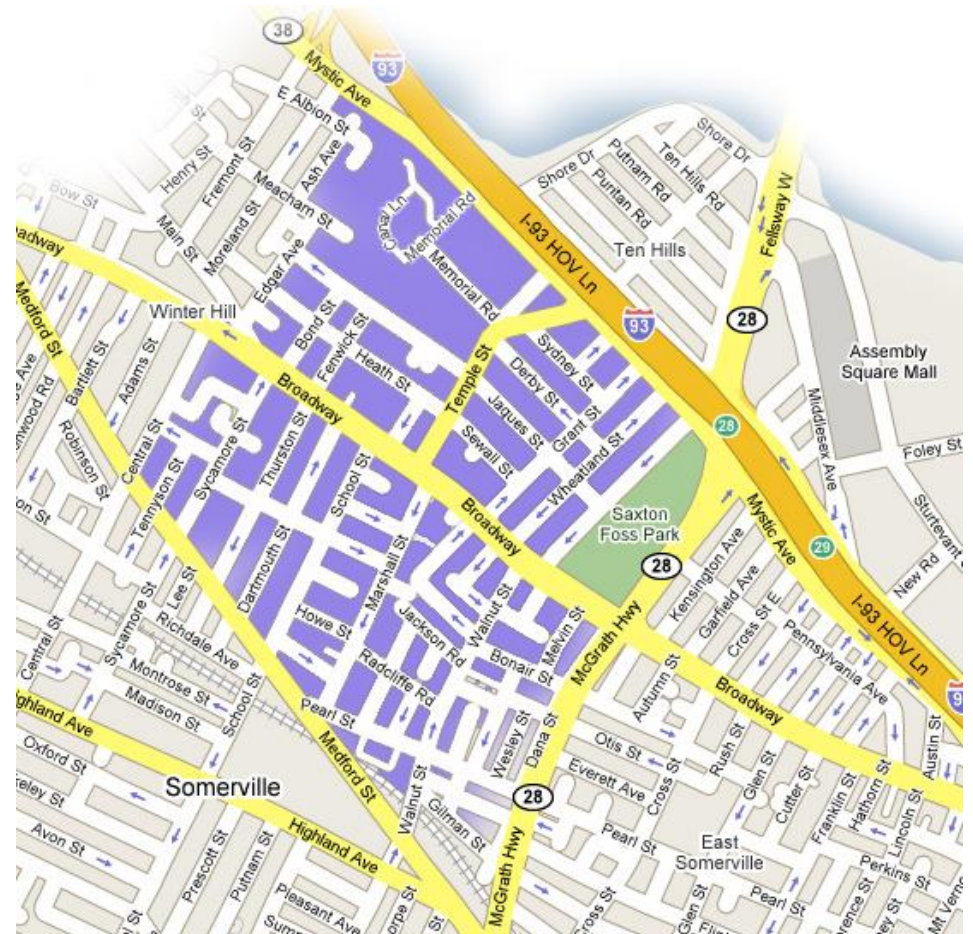 38
93
Mystic Ave
E Albion St
Shore Dr
Shore Dr
Putnam Rd
Ten Hills Rd
Puritan Rd
Henry St
Fremont St
Ash Ave
Meacham St
Canal Ln
Memorial Rd
Memorial Rd
I-93 HOV Ln
Fellsway W
Bow St
Main St
Moreland St
Edgar Ave
Ten Hills
Winter Hill
Medford St
Bond St
Fenwick St
Heath St
Temple St
Sydney St
Derby St
Jaques St
Grant St
Sewall St
Wheatland St
93
28
Assembly
Square Mall
Middlesex Ave
Foley St
Bartlett St
Adams St
Robinson St
Central St
Tennyson St
Sycamore St
Thurston St
School St
Broadway
Broadway
28
Saxton
Foss Park
28
Mystic Ave
29
Sturtevant St
New Rd
I-93 HOV Ln
Dartmouth St
Marshall St
Howe St
Jackson Rd
Radcliffe Rd
Walnut St
Bonair St
Melvin St
McGrath Hwy
Kensington Ave
Garfield Ave
Cross St E
Pennsylvania Ave
Broadway
Austin St
Lee St
Richdale Ave
Sycamore St
Central St
Montrose St
Madison St
School St
Pearl St
Medford St
Wesley St
Dana St
Autumn St
Otis St
Everett Ave
Cross St
Rush St
Glen St
Cutter St
Franklin St
Hathorn St
Lincoln St
Perkins St
Mt Verno
Highland Ave
Oxford St
Avon St
Somerville
Highland Ave
Prescott St
Putnam St
Pleasant Ave
Walnut St
Gilman St
28
McGrath Hwy
Pearl St
East
Somerville
Pearl St
Cross St
Glen St